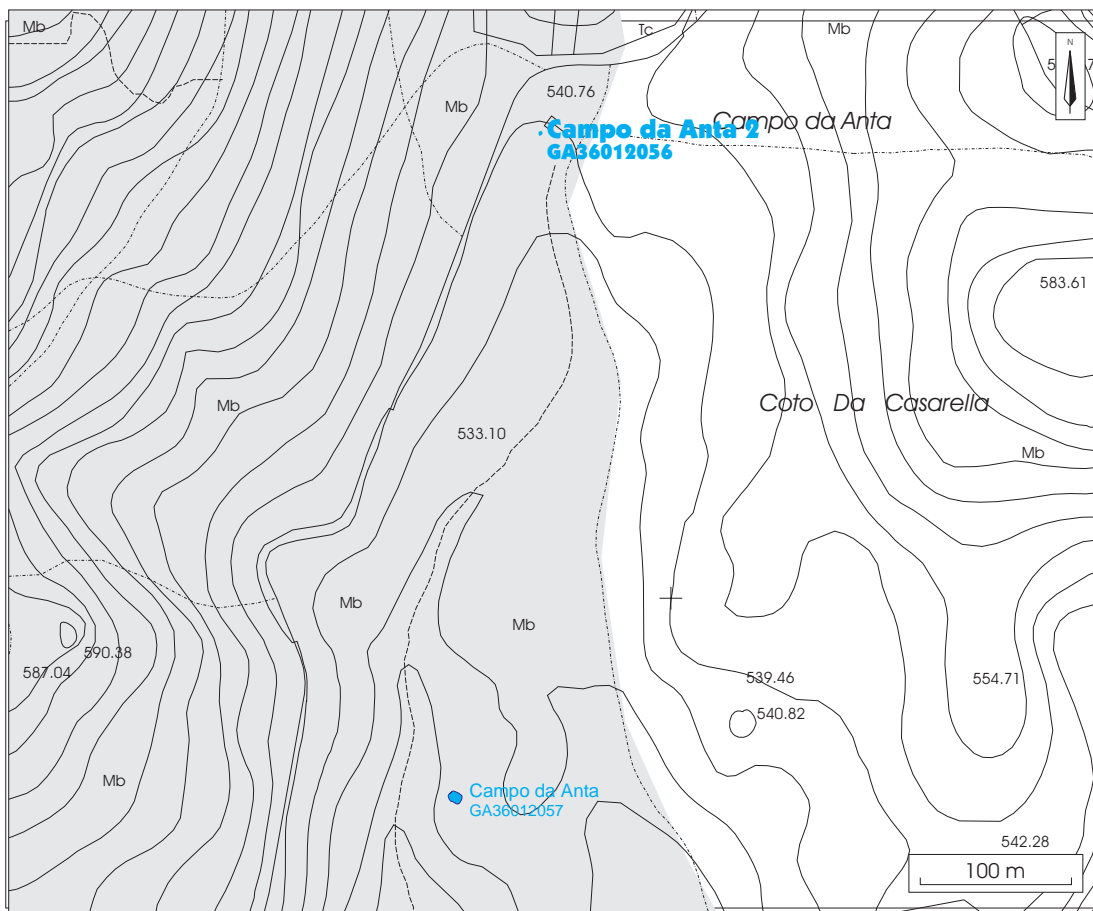 Mb
Tc
Mb
N
Mb
540.76
Campo da Anta
Campo da Anta 2
GA36012056
583.61
Coto Da Casarella
Mb
533.10
Mb
Mb
Mb
590.38
587.04
539.46
554.71
540.82
Mb
Campo da Anta
GA36012057
542.28
100 m